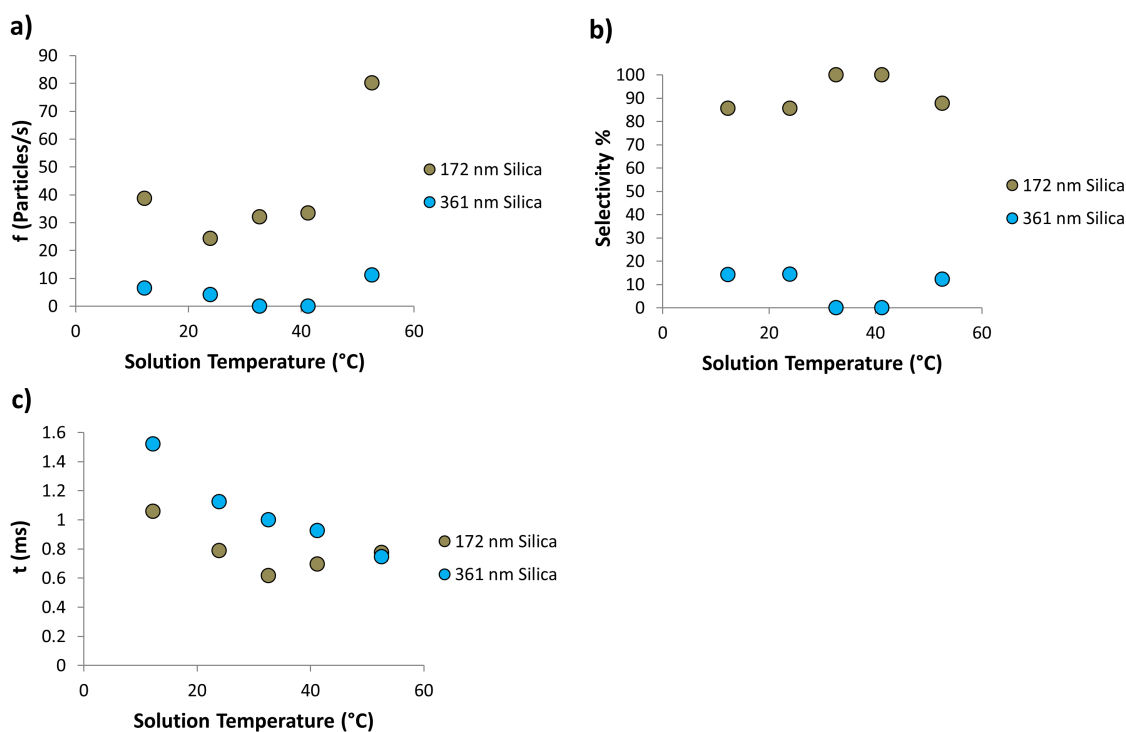 a)
90
80
70
60
50
40
30
20
10
0
f (Particles/s)
0 20 40 60
Solution Temperature (°C)
172 nm Silica
361 nm Silica
b)
100
90
80
70
60
50
40
30
20
10
0
Selectivity %
0 20 40 60
Solution Temperature (°C)
172 nm Silica
361 nm Silica
c)
1.6
1.4
1.2
1
0.8
0.6
0.4
0.2
0
t (ms)
0 20 40 60
Solution Temperature (°C)
172 nm Silica
361 nm Silica